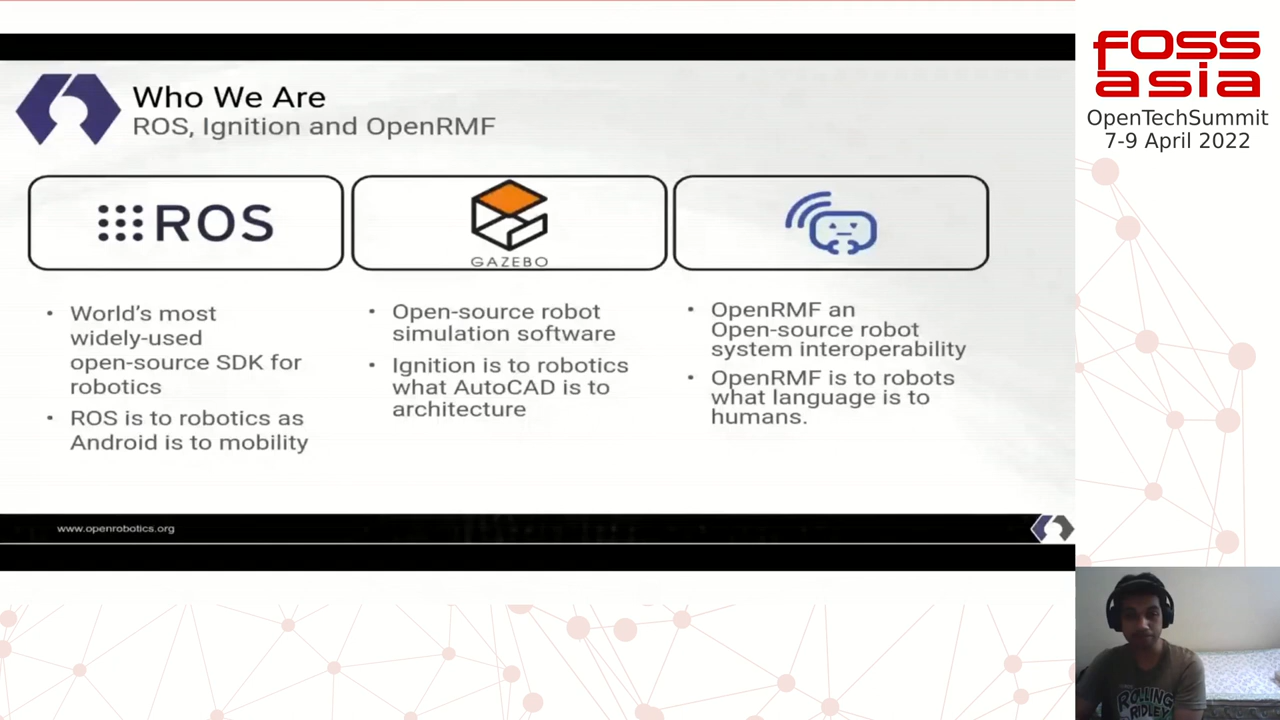 foss
asia
OpenTechSummit
7-9 April 2022
Who We Are
ROS, Ignition and OpenRMF
ROS
GAZEBO
• World's most
widely-used
open-source SDK for
robotics
• ROS is to robotics as
Android is to mobility
• Open-source robot
simulation software
• Ignition is to robotics
what AutoCAD is to
architecture
• OpenRMF an
Open-source robot
system interoperability
• OpenRMF is to robots
what language is to
humans.
www.openrobotics.org
ROLLING
RIDLEY